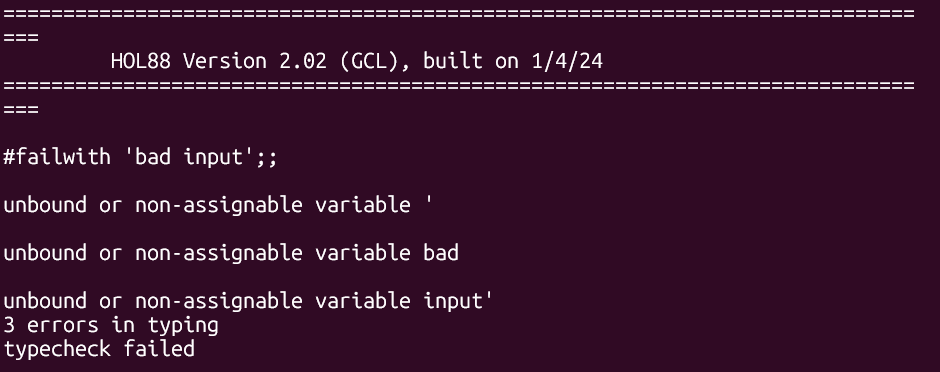 ============================================================================
===
         HOL88 Version 2.02 (GCL), built on 1/4/24
============================================================================
===

#failwith 'bad input';;

unbound or non-assignable variable '

unbound or non-assignable variable bad

unbound or non-assignable variable input'
3 errors in typing
typecheck failed